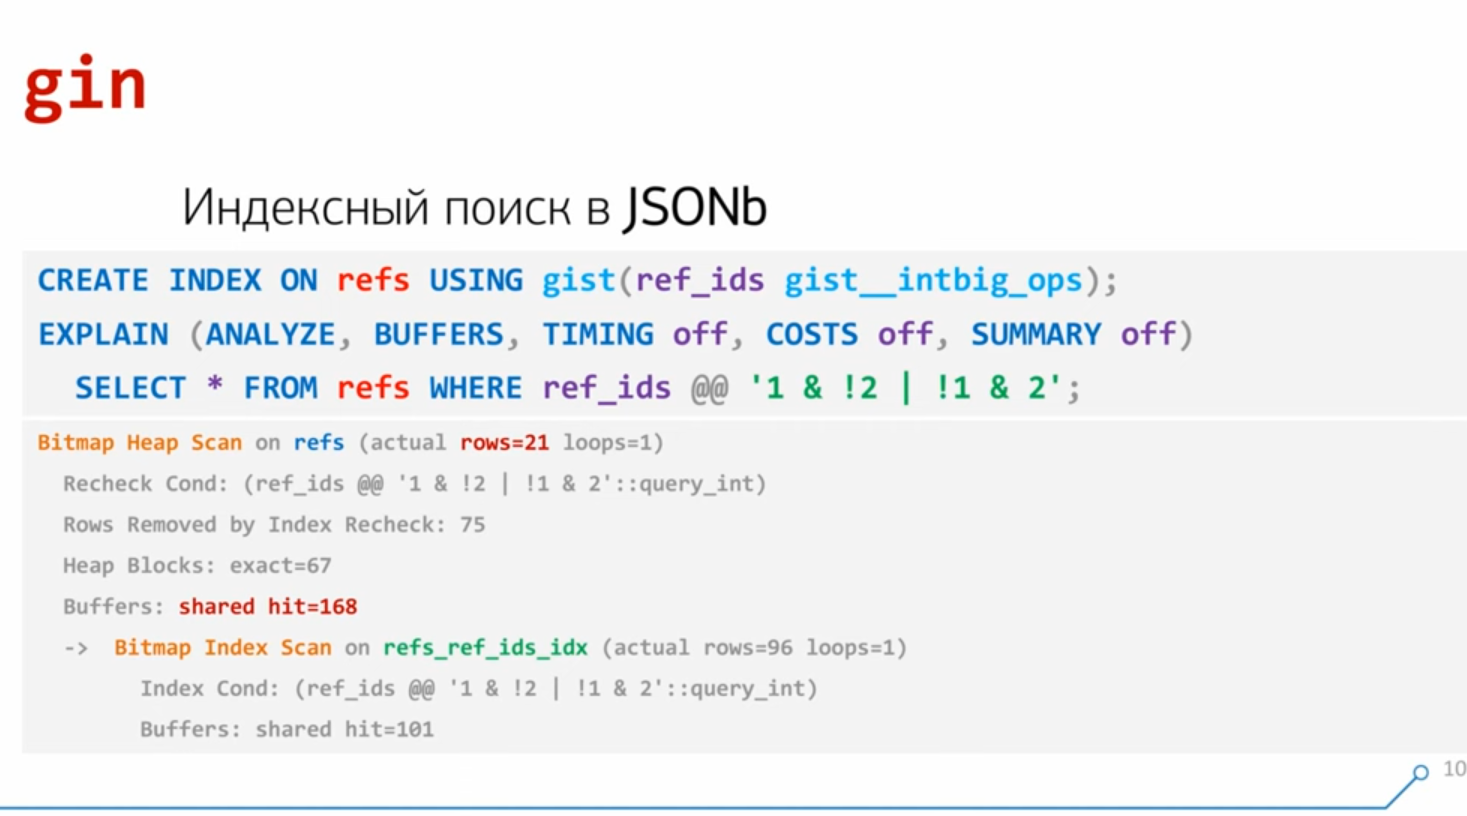 gin
Индексный поиск в JSONb
CREATE INDEX ON refs USING gist(ref_ids gist__intbig_ops);
EXPLAIN (ANALYZE, BUFFERS, TIMING off, COSTS off, SUMMARY off)
SELECT * FROM refs WHERE ref_ids @@ '1 & !2 | !1 & 2';
Bitmap Heap Scan on refs (actual rows=21 loops=1)
Recheck Cond: (ref_ids @@ '1 & !2 | !1 & 2'::query_int)
Rows Removed by Index Recheck: 75
Heap Blocks: exact=67
Buffers: shared hit=168
-> Bitmap Index Scan on refs_ref_ids_idx (actual rows=96 loops=1)
Index Cond: (ref_ids @@ '1 & !2 | !1 & 2'::query_int)
Buffers: shared hit=101
10